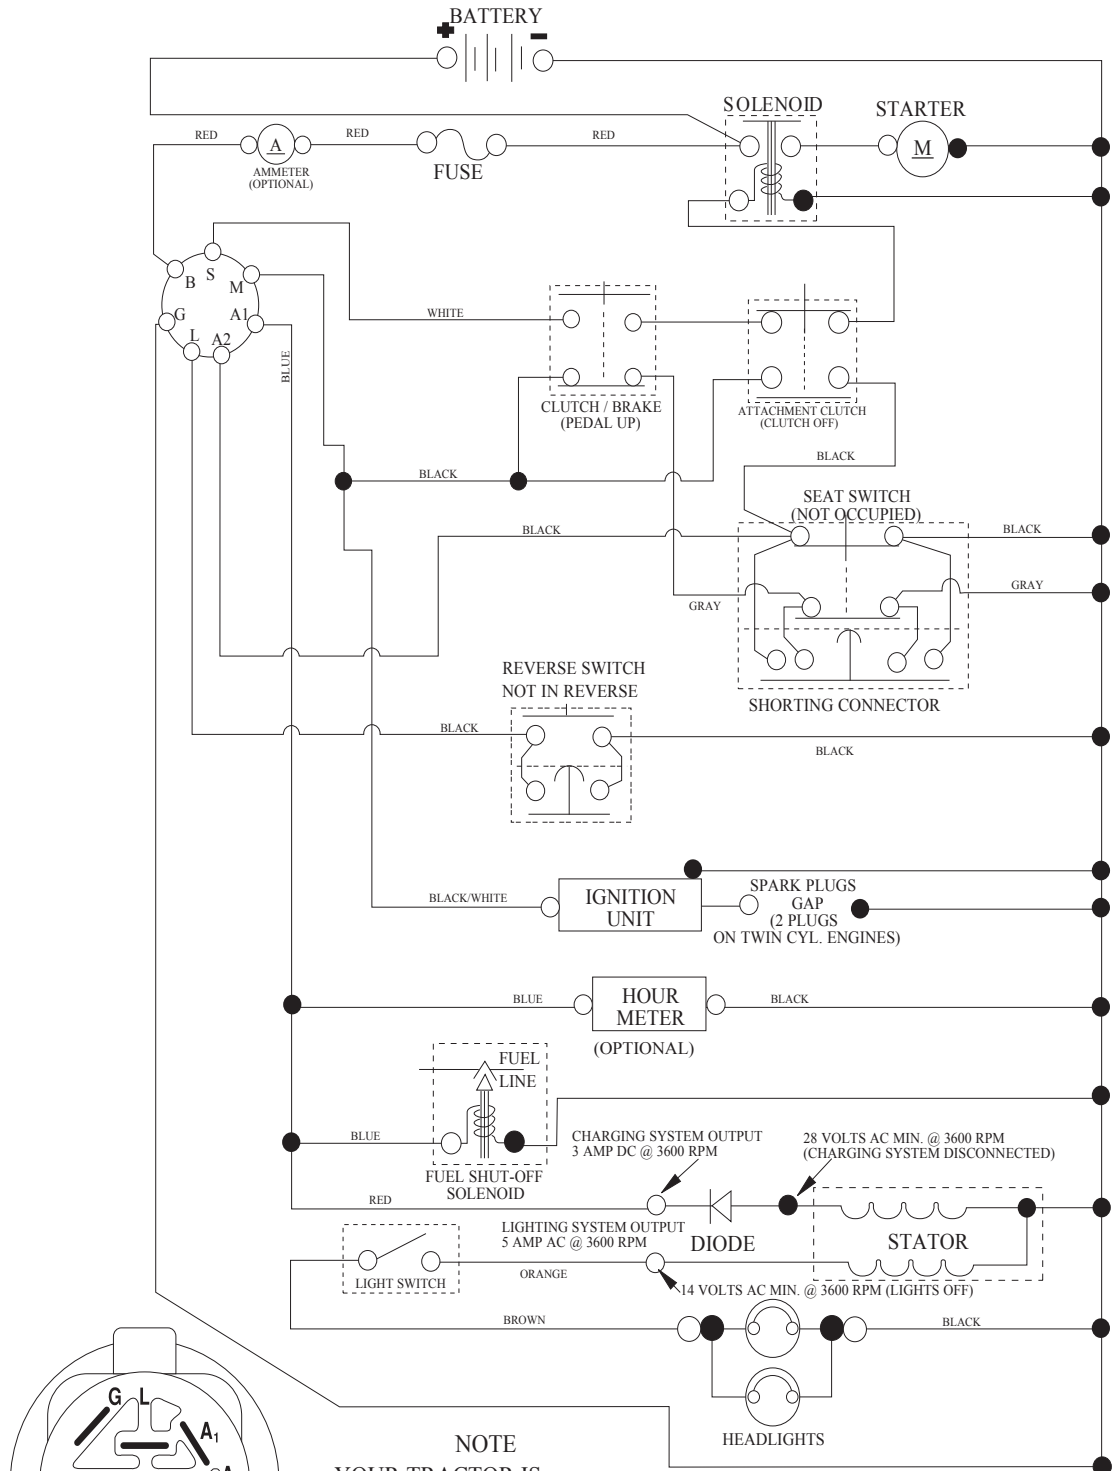 BATTERY
SOLENOID
STARTER
RED
A
RED
FUSE
RED
M
AMMETER
(OPTIONAL)
B
S
M
G
A1
L
A2
BLUE
WHITE
CLUTCH / BRAKE
(PEDAL UP)
ATTACHMENT CLUTCH
(CLUTCH OFF)
BLACK
BLACK
SEAT SWITCH
(NOT OCCUPIED)
BLACK
BLACK
GRAY
GRAY
SHORTING CONNECTOR
REVERSE SWITCH
NOT IN REVERSE
BLACK
BLACK
BLACK/WHITE
IGNITION
UNIT
SPARK PLUGS
GAP
(2 PLUGS
ON TWIN CYL. ENGINES)
BLUE
HOUR
METER
BLACK
(OPTIONAL)
FUEL
LINE
BLUE
FUEL SHUT-OFF
SOLENOID
CHARGING SYSTEM OUTPUT
3 AMP DC @ 3600 RPM
28 VOLTS AC MIN. @ 3600 RPM
(CHARGING SYSTEM DISCONNECTED)
RED
LIGHTING SYSTEM OUTPUT
5 AMP AC @ 3600 RPM
DIODE
STATOR
LIGHT SWITCH
ORANGE
14 VOLTS AC MIN. @ 3600 RPM (LIGHTS OFF)
BROWN
BLACK
HEADLIGHTS
G
L
A1
NOTE
YOUR TRACTOR IS